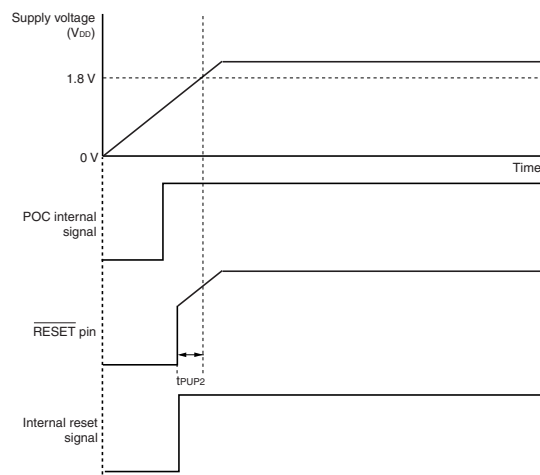 Supply voltage
(VDD)
1.8 V
0 V
Time
POC internal
signal
RESET pin
tPUP2
Internal reset
signal